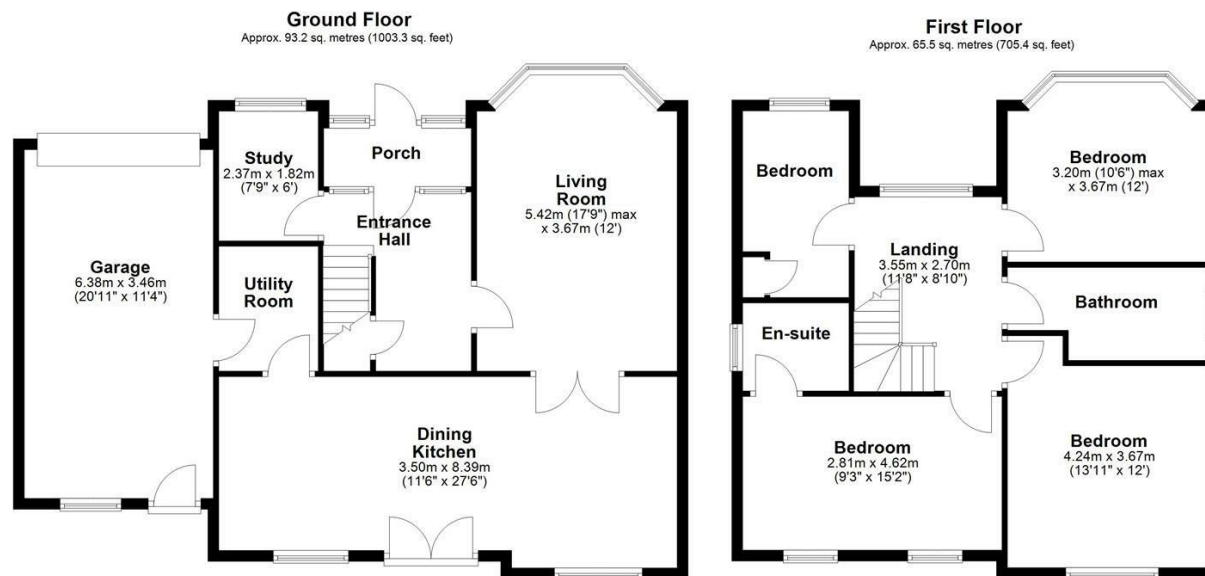 Ground Floor
Approx. 93.2 sq. metres (1003.3 sq. feet)
Study
2.37m x 1.82m
(7'9" x 6')
Porch
Living
Room
5.42m (17'9") max
x 3.67m (12')
Entrance
Hall
Garage
6.38m x 3.46m
(20'11" x 11'4")
Utility
Room
Dining
Kitchen
3.50m x 8.39m
(11'6" x 27'6")
First Floor
Approx. 65.5 sq. metres (705.4 sq. feet)
Bedroom
Bedroom
3.20m (10'6") max
x 3.67m (12')
Landing
3.55m x 2.70m
(11'8" x 8'10")
Bathroom
En-suite
Bedroom
2.81m x 4.62m
(9'3" x 15'2")
Bedroom
4.24m x 3.67m
(13'11" x 12')